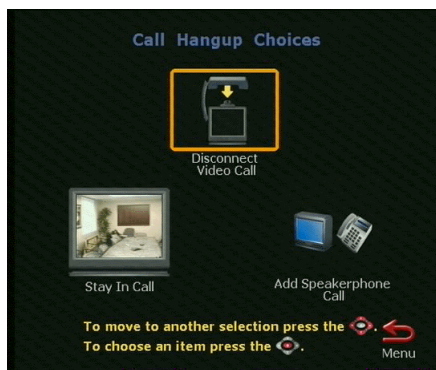 Call Hangup Choices
Disconnect
Video Call
Stay In Call
Add Speakerphone
Call
To move to another selection press the .
To choose an item press the .
Menu